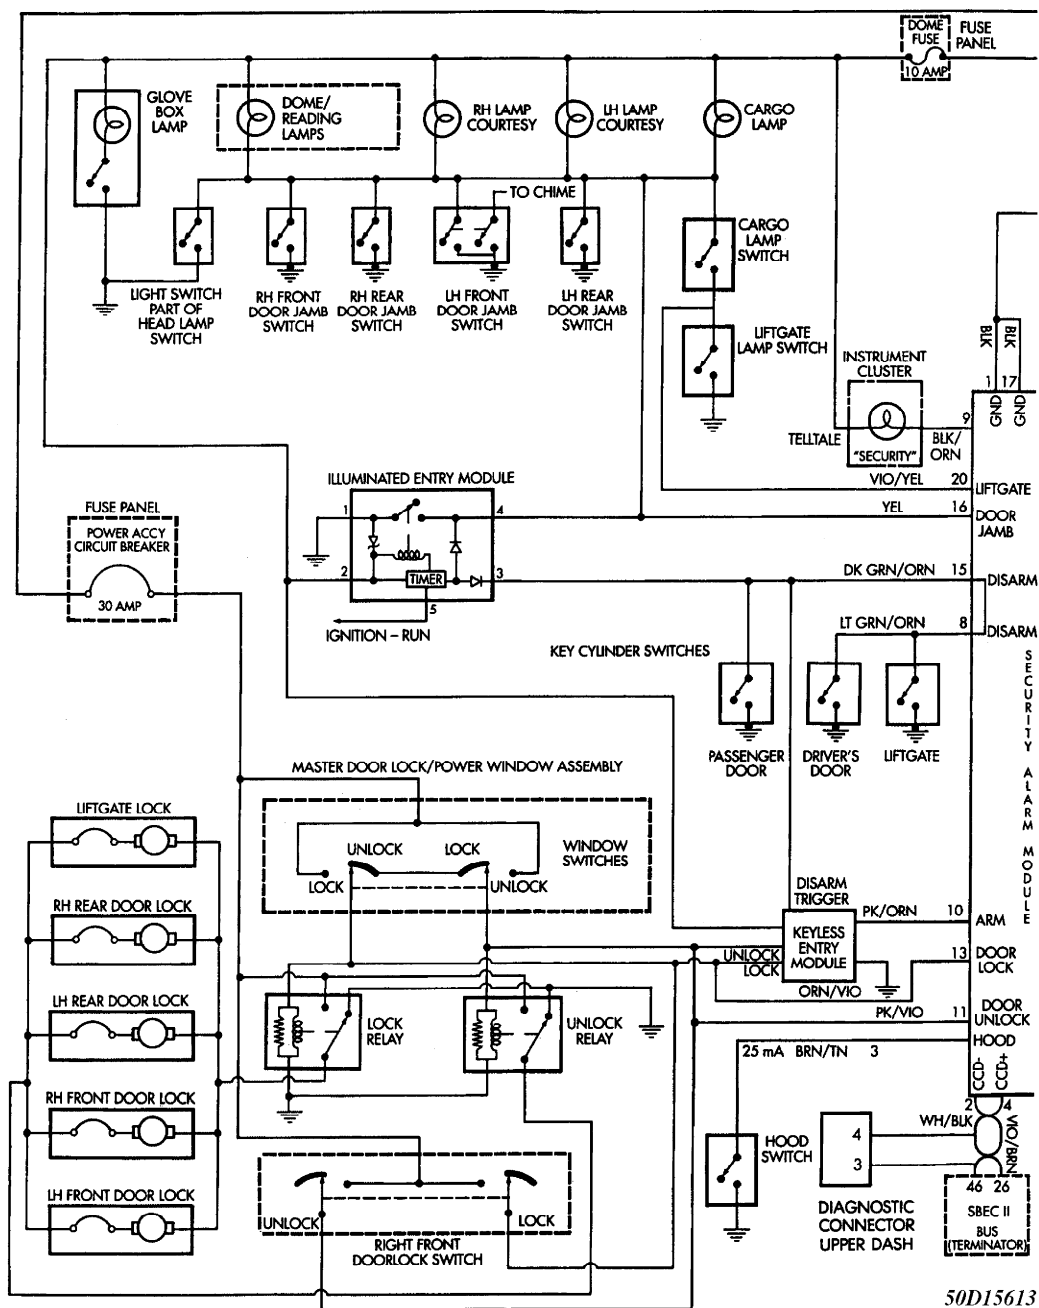 DOME
FUSE
10 AMP
FUSE
PANEL
GLOVE
BOX
LAMP
DOME/
READING
LAMPS
RH LAMP
COURTESY
LH LAMP
COURTESY
CARGO
LAMP
TO CHIME
LIGHT SWITCH
PART OF
HEAD LAMP
SWITCH
RH FRONT
DOOR JAMB
SWITCH
RH REAR
DOOR JAMB
SWITCH
LH FRONT
DOOR JAMB
SWITCH
LH REAR
DOOR JAMB
SWITCH
CARGO
LAMP
SWITCH
LIFTGATE
LAMP SWITCH
INSTRUMENT
CLUSTER
TELLTALE
"SECURITY"
BLK/
ORN
BLK
BLK
1 17
GND
GND
9
VIO/YEL 20 LIFTGATE
YEL 16 DOOR
JAMB
ILLUMINATED ENTRY MODULE
1
4
2
TIMER
3
5
IGNITION – RUN
FUSE PANEL
POWER ACCY
CIRCUIT BREAKER
30 AMP
DK GRN/ORN 15 DISARM
LT GRN/ORN 8 DISARM
KEY CYLINDER SWITCHES
PASSENGER
DOOR
DRIVER'S
DOOR
LIFTGATE
SECURITY ALARM MODULE
MASTER DOOR LOCK/POWER WINDOW ASSEMBLY
UNLOCK LOCK
LOCK
UNLOCK
WINDOW
SWITCHES
LIFTGATE LOCK
RH REAR DOOR LOCK
LH REAR DOOR LOCK
RH FRONT DOOR LOCK
LH FRONT DOOR LOCK
DISARM
TRIGGER
KEYLESS
ENTRY
MODULE
UNLOCK
LOCK
PK/ORN 10 ARM
13 DOOR
LOCK
ORN/VIO
PK/VIO 11 DOOR
UNLOCK
LOCK
RELAY
UNLOCK
RELAY
25 mA BRN/TN 3 HOOD
CCD-
CCD+
2 4
WH/BLK
VIO/BRN
HOOD
SWITCH
4
3
DIAGNOSTIC
CONNECTOR
UPPER DASH
46 26
SBEC II
BUS
(TERMINATOR)
UNLOCK
LOCK
RIGHT FRONT
DOORLOCK SWITCH
50D15613